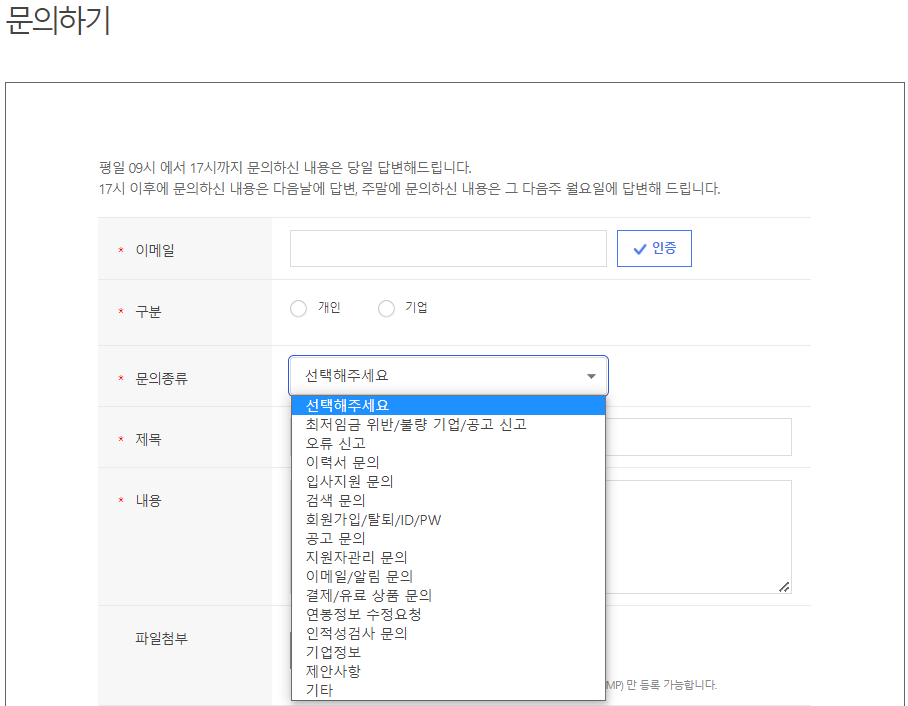 문의하기
평일 09시 에서 17시까지 문의하신 내용은 당일 답변해드립니다.
17시 이후에 문의하신 내용은 다음날에 답변, 주말에 문의하신 내용은 그 다음주 월요일에 답변해 드립니다.
* 이메일
인증
* 구분
개인 기업
* 문의종류
선택해주세요
선택해주세요
최저임금 위반/불량 기업/공고 신고
오류 신고
* 제목
이력서 문의
입사지원 문의
* 내용
검색 문의
회원가입/탈퇴/ID/PW
공고 문의
지원자관리 문의
이메일/알림 문의
결제/유료 상품 문의
연봉정보 수정요청
파일첨부
인적성검사 문의
기업정보
제안사항
기타
MP) 만 등록 가능합니다.